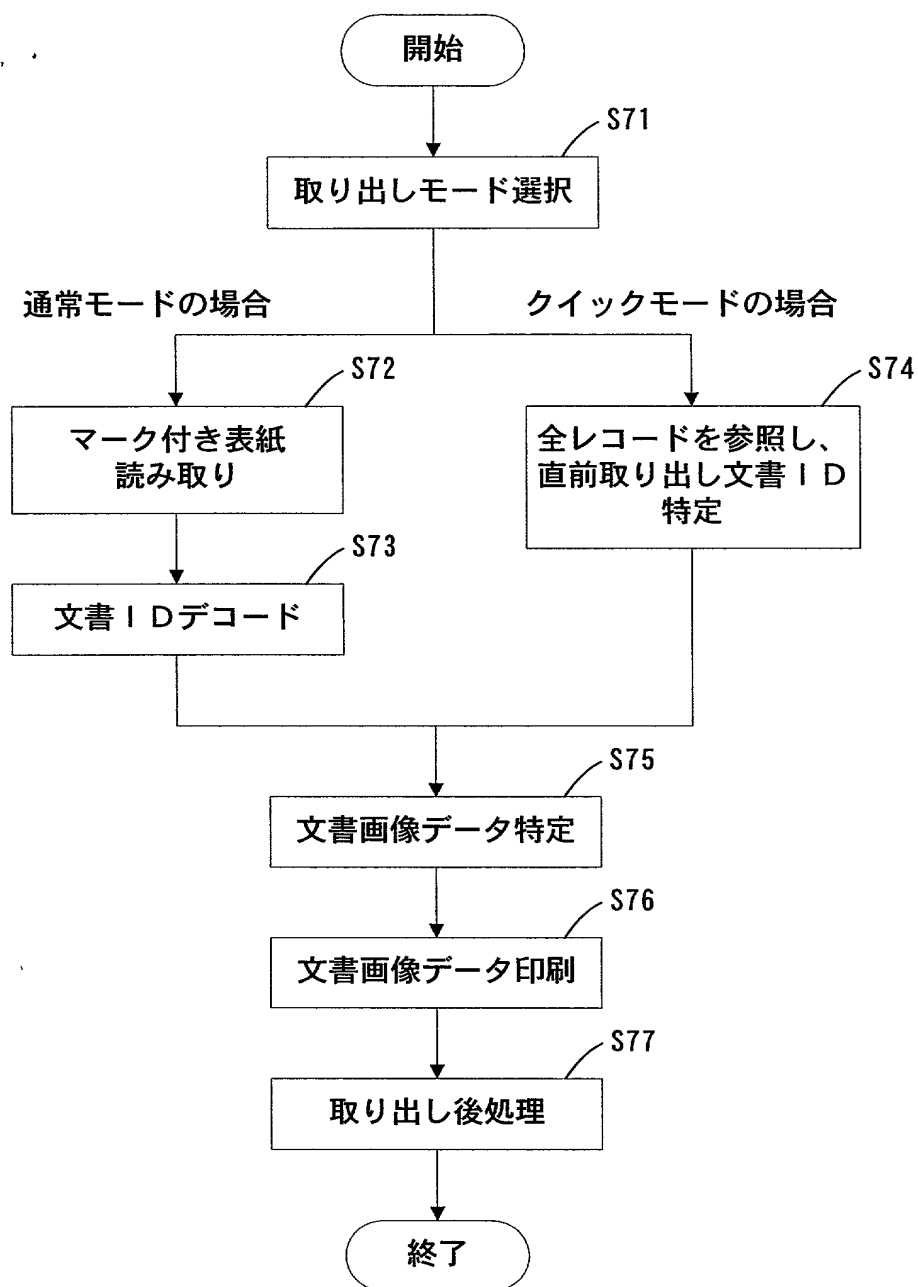 開始
S71
取り出しモード選択
通常モードの場合
クイックモードの場合
S72
マーク付き表紙
読み取り
S74
全レコードを参照し、
直前取り出し文書ＩＤ
特定
S73
文書ＩＤデコード
S75
文書画像データ特定
S76
文書画像データ印刷
S77
取り出し後処理
終了